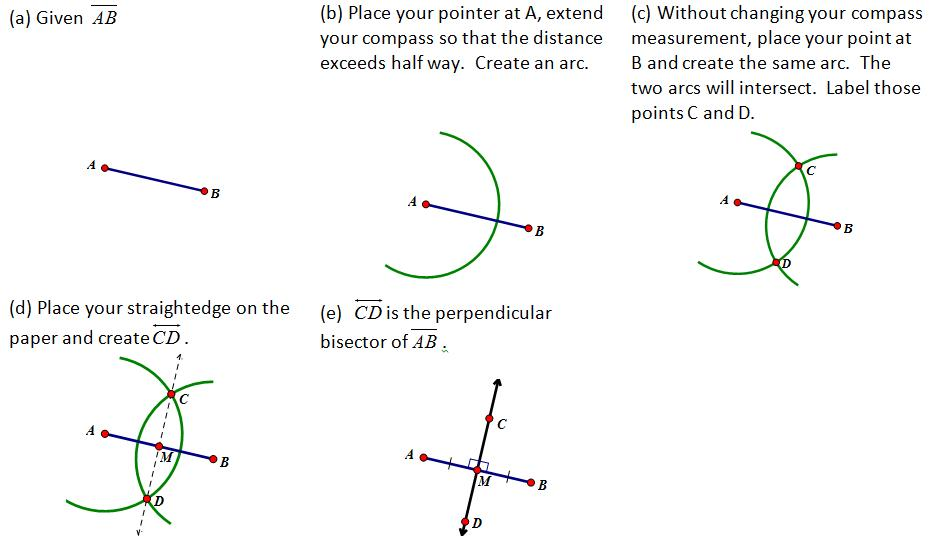 (a) Given AB
A
B
(b) Place your pointer at A, extend
your compass so that the distance
exceeds half way. Create an arc.
A
B
(c) Without changing your compass
measurement, place your point at
B and create the same arc. The
two arcs will intersect. Label those
points C and D.
C
A
B
D
(d) Place your straightedge on the
paper and create CD .
C
A
M
B
D
(e) CD is the perpendicular
bisector of AB .
C
A
M
B
D